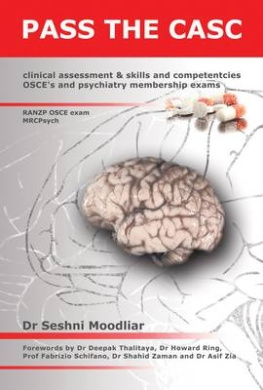 PASS THE CASC
clinical assessment & skills and competentcies
OSCE's and psychiatry membership exams
RANZP OSCE exam
MRCPsych
Dr Seshni Moodliar
Forewords by Dr Deepak Thalitaya, Dr Howard Ring,
Prof Fabrizio Schifano, Dr Shahid Zaman and Dr Asif Zia